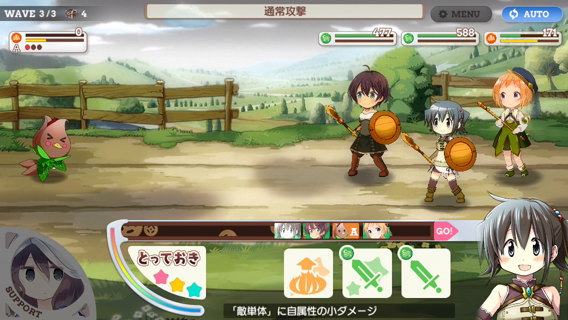 WAVE 3/3 4
通常攻撃
MENU
AUTO
0
477
588
171
A
A
GO!
とっておき
SUPPORT
「敵単体」に自属性の小ダメージ